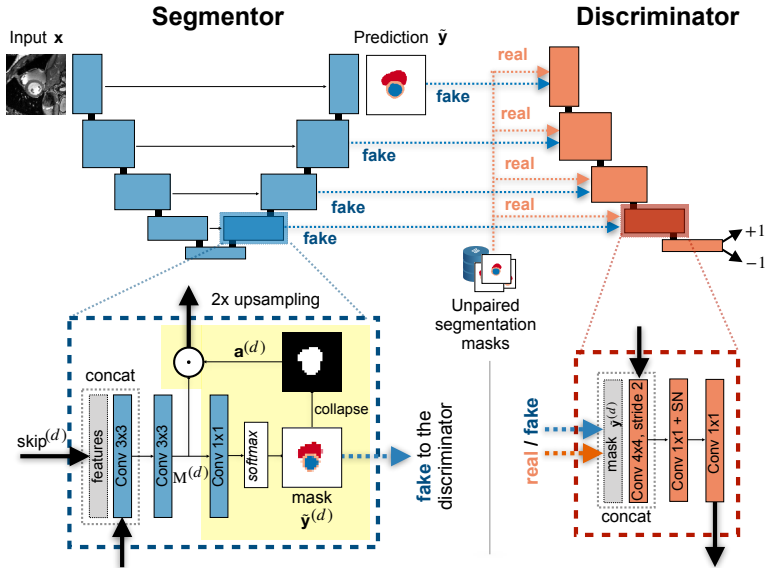 Segmentor
Discriminator
Input x
Prediction ỹ
real
fake
real
fake
real
fake
real
fake
+1
−1
Unpaired
segmentation
masks
2x upsampling
a^(d)
concat
collapse
skip^(d)
features
Conv 3x3
Conv 3x3
M^(d)
Conv 1x1
softmax
mask
ỹ^(d)
fake to the
discriminator
real / fake
mask ỹ^(d)
Conv 4x4, stride 2
Conv 1x1 + SN
Conv 1x1
concat